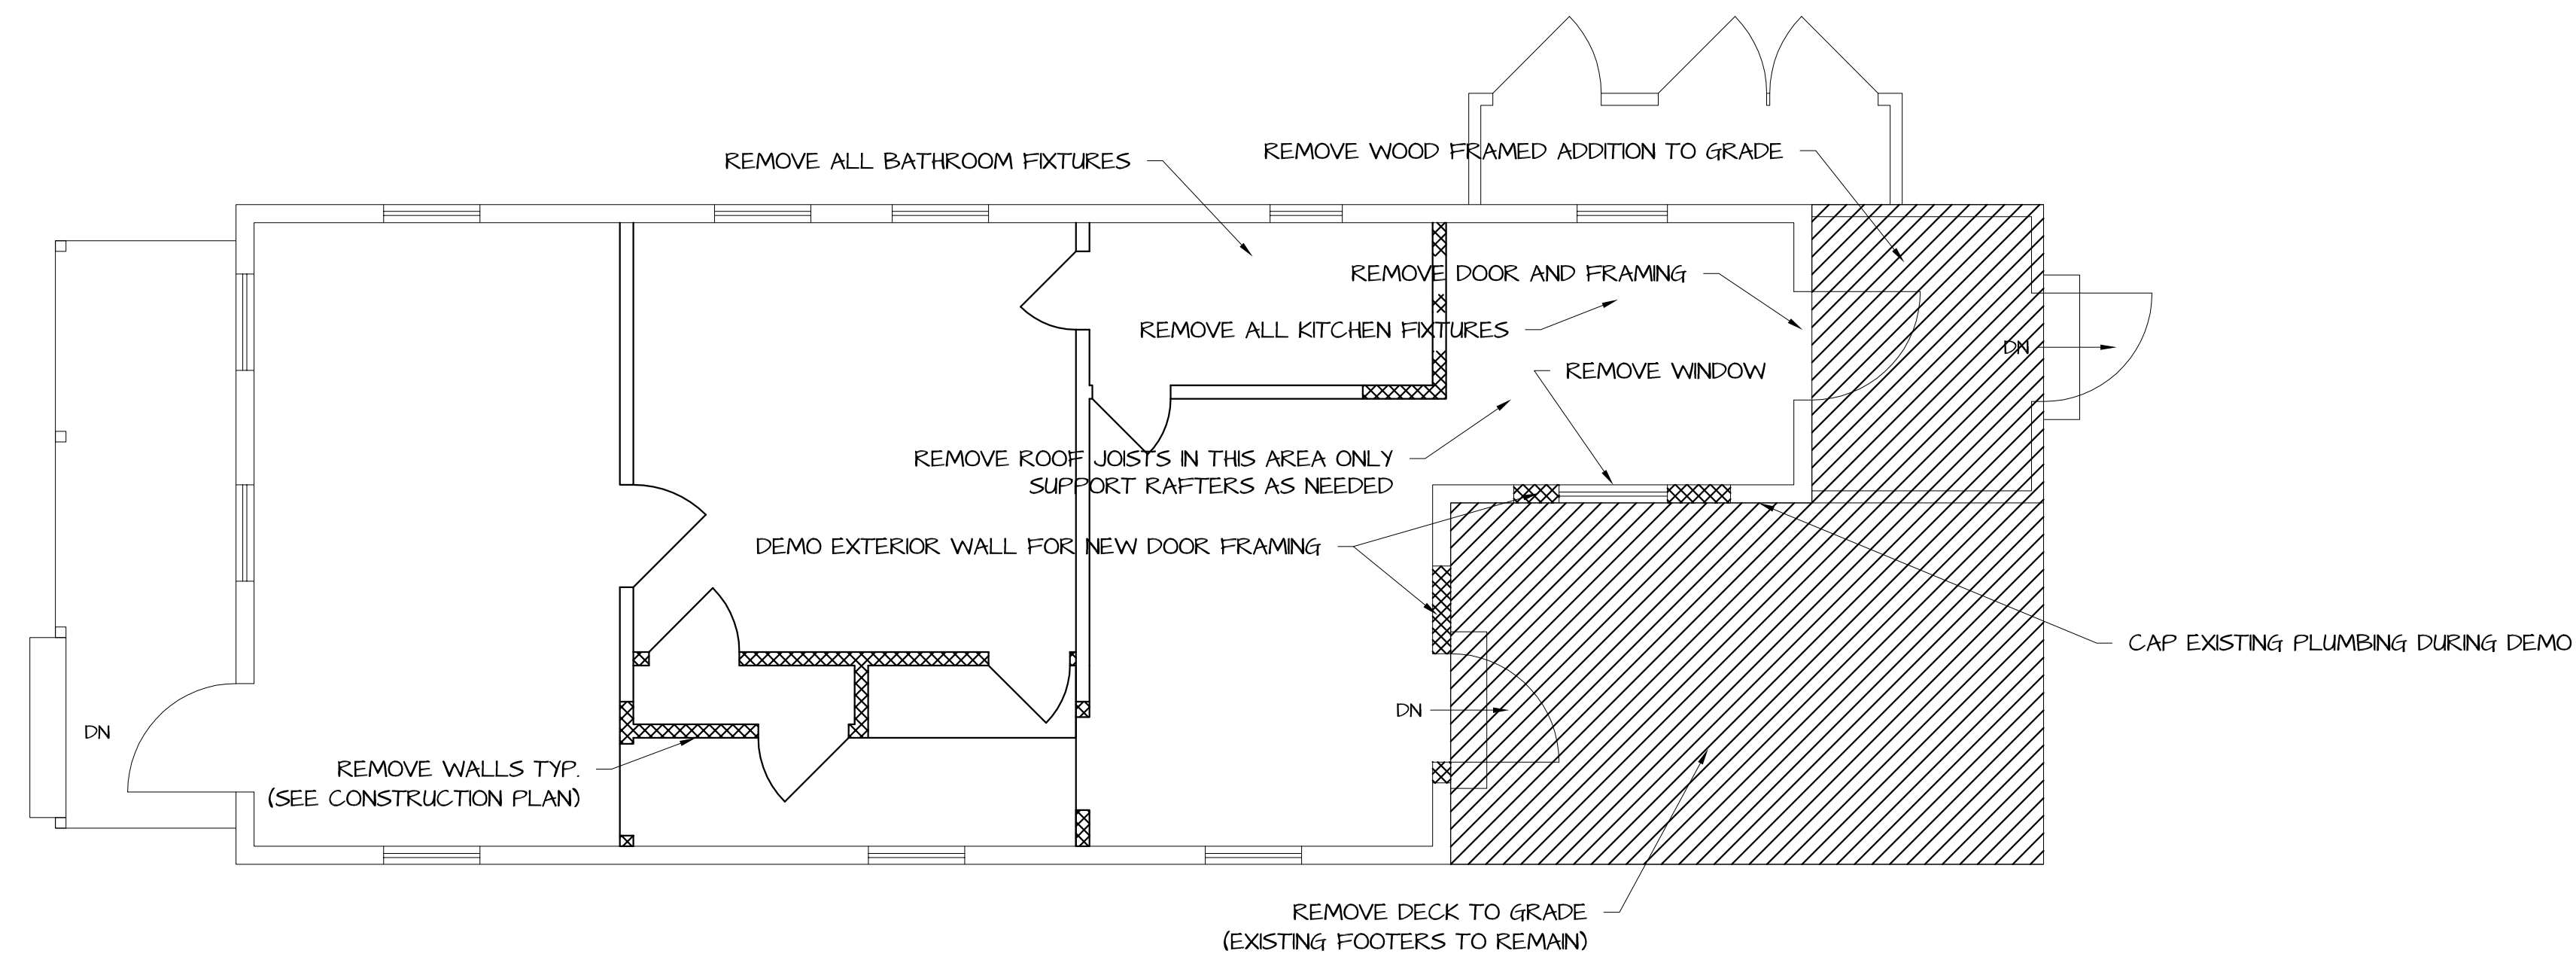 REMOVE WOOD FRAMED ADDITION TO GRADE
REMOVE ALL BATHROOM FIXTURES
REMOVE DOOR AND FRAMING
REMOVE ALL KITCHEN FIXTURES
DN
REMOVE WINDOW
REMOVE ROOF JOISTS IN THIS AREA ONLY
SUPPORT RAFTERS AS NEEDED
DEMO EXTERIOR WALL FOR NEW DOOR FRAMING
CAP EXISTING PLUMBING DURING DEMO
DN
DN
REMOVE WALLS TYP.
(SEE CONSTRUCTION PLAN)
REMOVE DECK TO GRADE
(EXISTING FOOTERS TO REMAIN)